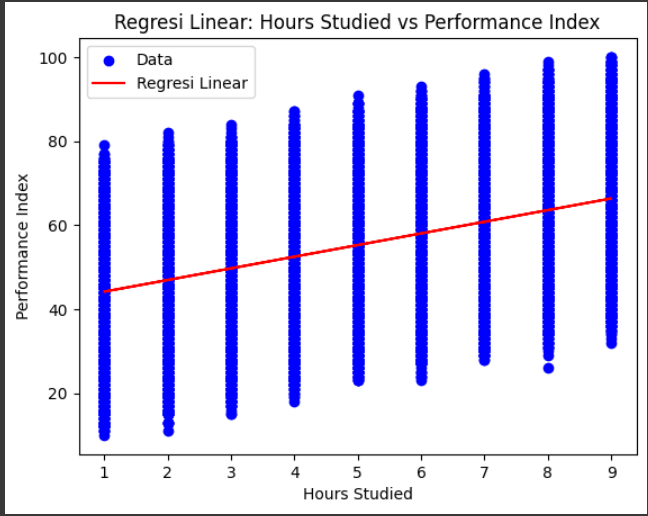 Regresi Linear: Hours Studied vs Performance Index
Data
Regresi Linear
Performance Index
100
80
60
40
20
1 2 3 4 5 6 7 8 9
Hours Studied